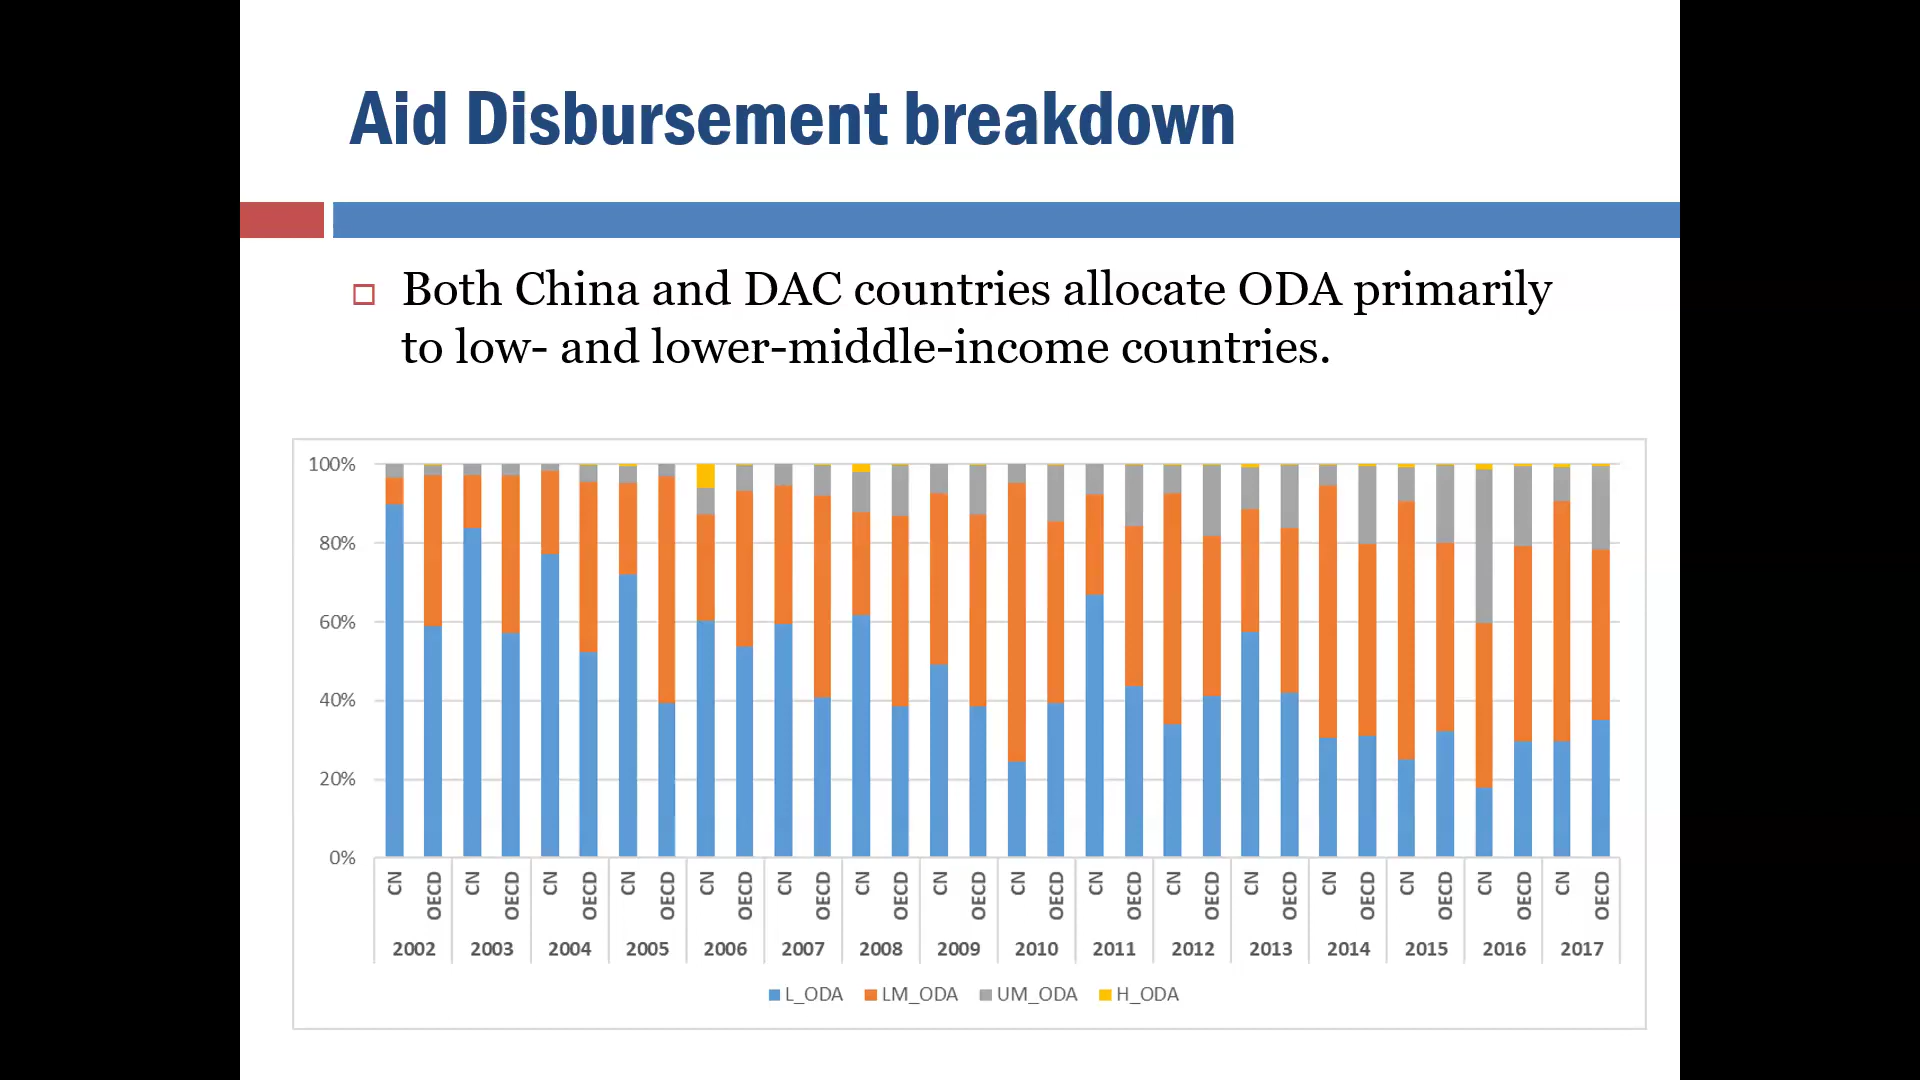 Aid Disbursement breakdown
Both China and DAC countries allocate ODA primarily
to low- and lower-middle-income countries.
100%
80%
60%
40%
20%
0%
CN OECD CN OECD CN OECD CN OECD CN OECD CN OECD CN OECD CN OECD CN OECD CN OECD CN OECD CN OECD CN OECD CN OECD CN OECD CN OECD
2002 2003 2004 2005 2006 2007 2008 2009 2010 2011 2012 2013 2014 2015 2016 2017
L_ODA LM_ODA UM_ODA H_ODA